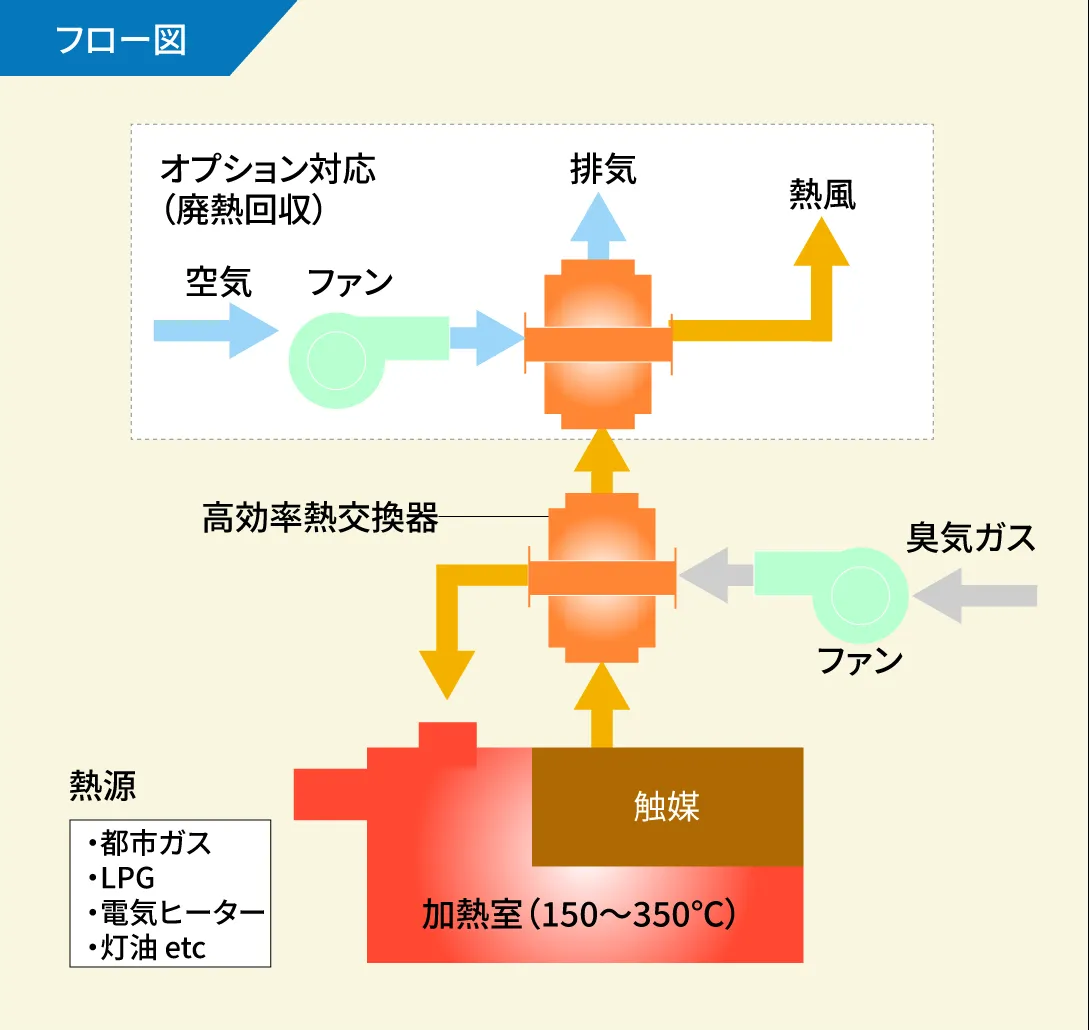 フロー図
オプション対応
（廃熱回収）
排気
熱風
空気
ファン
高効率熱交換器
臭気ガス
ファン
熱源
・都市ガス
・LPG
・電気ヒーター
・灯油 etc
触媒
加熱室（150～350℃）